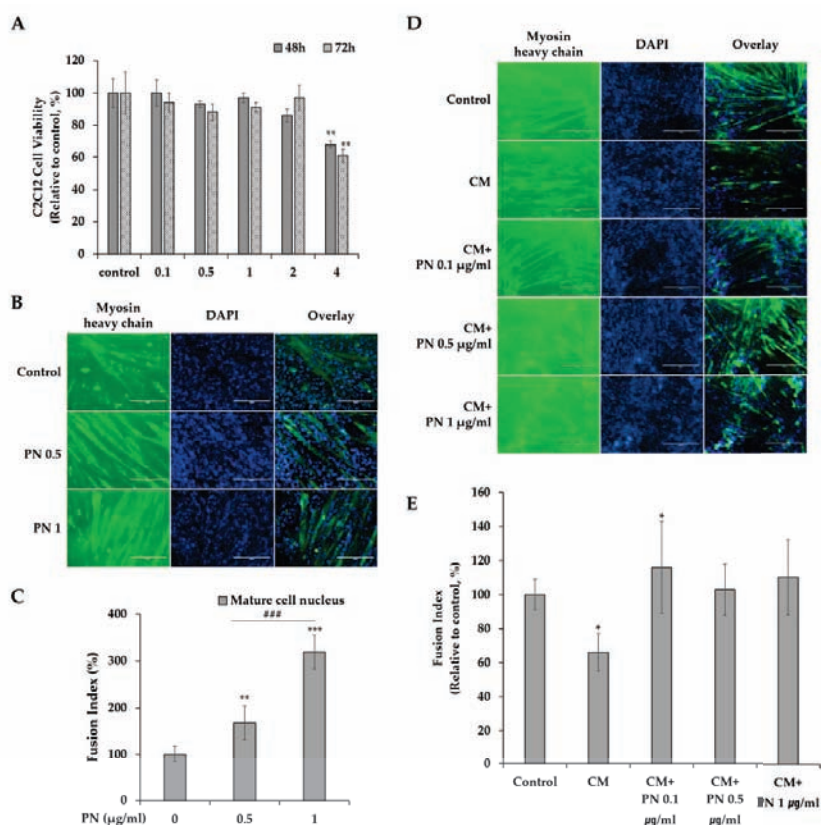 A
48h 72h
C2C12 Cell Viability
(Relative to control, %)
140
120
100
80
60
40
20
0
**
**
control 0.1 0.5 1 2 4
B
Myosin
heavy chain
DAPI
Overlay
Control
PN 0.5
PN 1
C
Mature cell nucleus
###
***
**
Fusion Index (%)
400
300
200
100
0
PN (µg/ml) 0 0.5 1
D
Myosin
heavy chain
DAPI
Overlay
Control
CM
CM+
PN 0.1 µg/ml
CM+
PN 0.5 µg/ml
CM+
PN 1 µg/ml
E
Fusion Index
(Relative to control, %)
160
140
120
100
80
60
40
20
0
*
*
Control
CM
CM+
PN 0.1
µg/ml
CM+
PN 0.5
µg/ml
CM+
PN 1 µg/ml